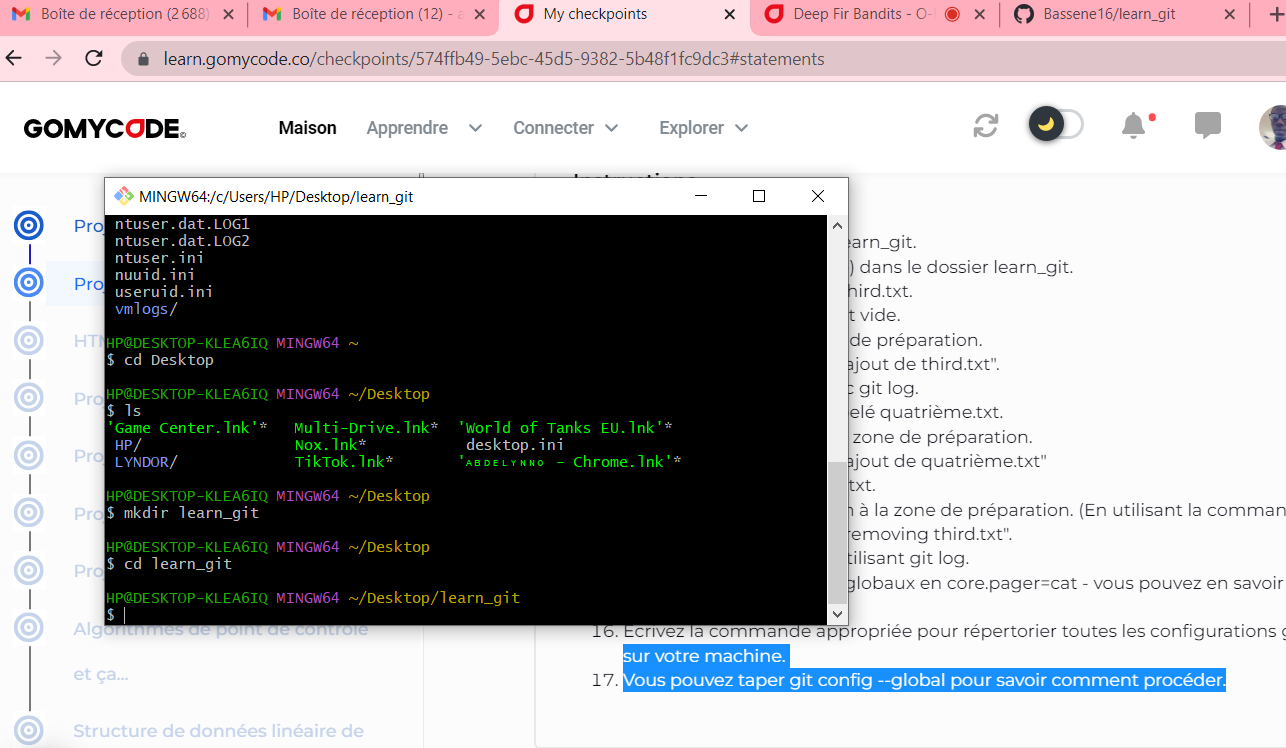 Boîte de réception (2 688)
Boîte de réception (12) - a
My checkpoints
Deep Fir Bandits - O-
Bassene16/learn_git
learn.gomycode.co/checkpoints/574ffb49-5ebc-45d5-9382-5b48f1fc9dc3#statements
GOMYCODE
Maison
Apprendre
Connecter
Explorer
Instructions
MINGW64:/c/Users/HP/Desktop/learn_git
ntuser.dat.LOG1
ntuser.dat.LOG2
ntuser.ini
nuuid.ini
useruid.ini
vmlogs/
HP@DESKTOP-KLEA6IQ MINGW64 ~
$ cd Desktop
HP@DESKTOP-KLEA6IQ MINGW64 ~/Desktop
$ ls
'Game Center.lnk'* Multi-Drive.lnk* 'World of Tanks EU.lnk'*
HP/ Nox.lnk* desktop.ini
LYNDOR/ TikTok.lnk* 'ᴀʙᴅᴇʟʏɴɴᴏ - Chrome.lnk'*
HP@DESKTOP-KLEA6IQ MINGW64 ~/Desktop
$ mkdir learn_git
HP@DESKTOP-KLEA6IQ MINGW64 ~/Desktop
$ cd learn_git
HP@DESKTOP-KLEA6IQ MINGW64 ~/Desktop/learn_git
$
Proj
Proj
HTM
Pro
Pro
Proj
Proj
Algorithmes de point de contrôle
et ça...
Structure de données linéaire de
earn_git.
) dans le dossier learn_git.
hird.txt.
t vide.
de préparation.
ajout de third.txt".
c git log.
elé quatrième.txt.
zone de préparation.
ajout de quatrième.txt"
txt.
n à la zone de préparation. (En utilisant la comman
removing third.txt".
tilisant git log.
globaux en core.pager=cat - vous pouvez en savoir
16. Écrivez la commande appropriée pour répertorier toutes les configurations g
sur votre machine.
17. Vous pouvez taper git config --global pour savoir comment procéder.